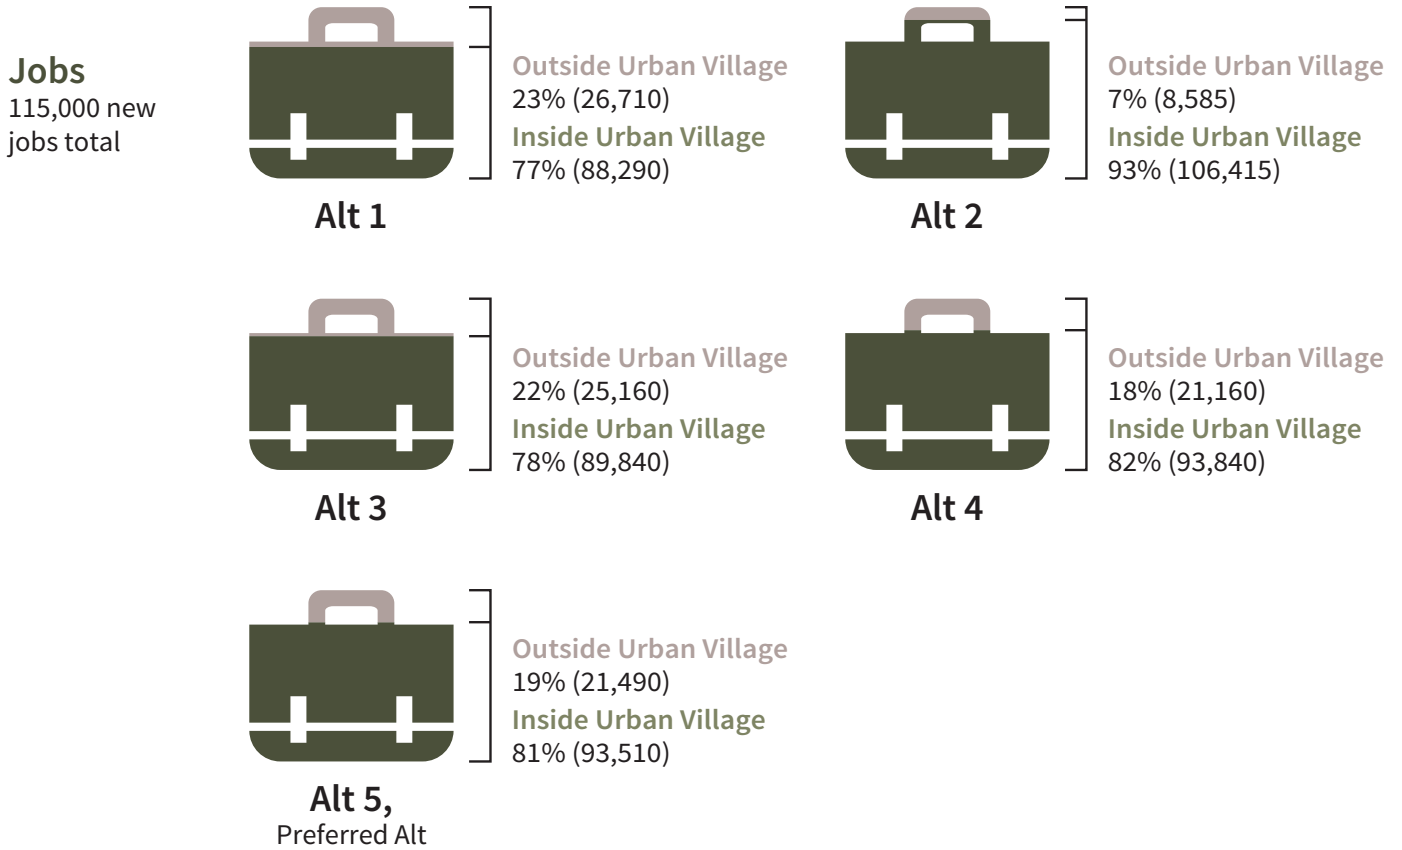 Jobs
115,000 new
jobs total
Outside Urban Village
23% (26,710)
Inside Urban Village
77% (88,290)
Alt 1
Outside Urban Village
7% (8,585)
Inside Urban Village
93% (106,415)
Alt 2
Outside Urban Village
22% (25,160)
Inside Urban Village
78% (89,840)
Alt 3
Outside Urban Village
18% (21,160)
Inside Urban Village
82% (93,840)
Alt 4
Outside Urban Village
19% (21,490)
Inside Urban Village
81% (93,510)
Alt 5,
Preferred Alt